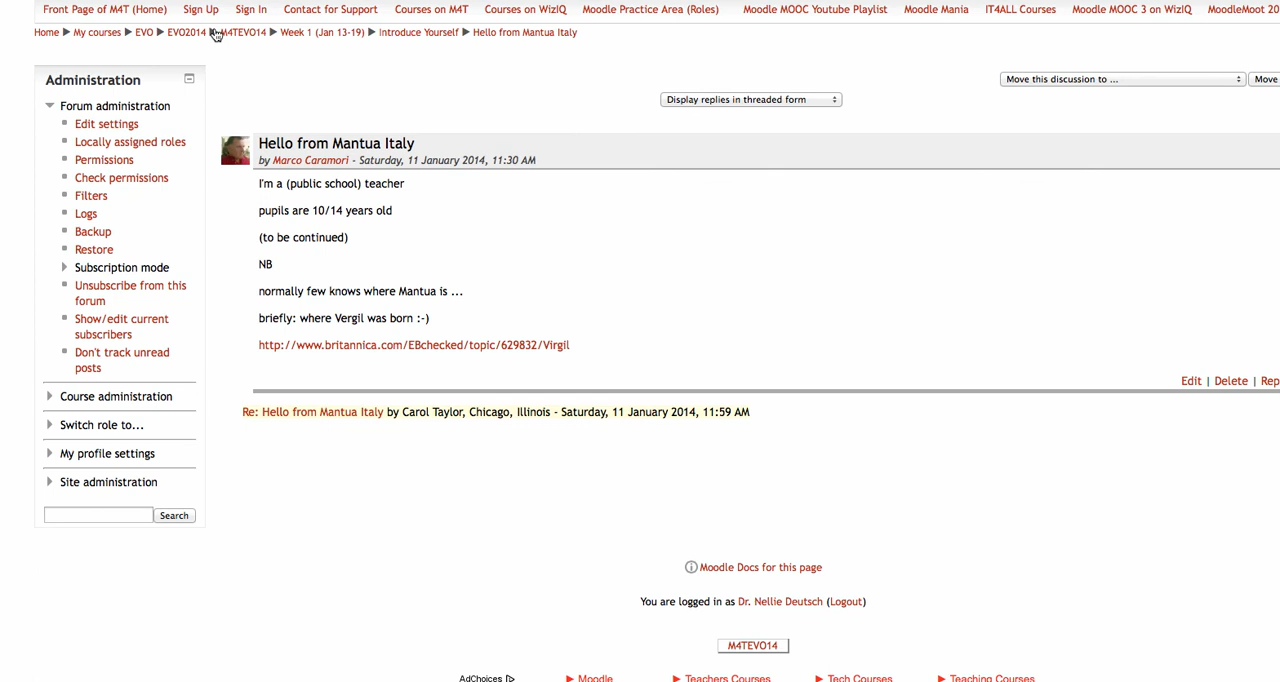 Front Page of M4T (Home) Sign Up Sign In Contact for Support Courses on M4T Courses on WizIQ Moodle Practice Area (Roles) Moodle MOOC Youtube Playlist Moodle Mania IT4ALL Courses Moodle MOOC 3 on WizIQ MoodleMoot 20
Home ▶ My courses ▶ EVO ▶ EVO2014 ▶ M4TEVO14 ▶ Week 1 (Jan 13-19) ▶ Introduce Yourself ▶ Hello from Mantua Italy
Administration
Forum administration
Edit settings
Locally assigned roles
Permissions
Check permissions
Filters
Logs
Backup
Restore
Subscription mode
Unsubscribe from this
forum
Show/edit current
subscribers
Don't track unread
posts
Course administration
Switch role to...
My profile settings
Site administration
Search
Move this discussion to ... Move
Display replies in threaded form
Hello from Mantua Italy
by Marco Caramori - Saturday, 11 January 2014, 11:30 AM
I'm a (public school) teacher
pupils are 10/14 years old
(to be continued)
NB
normally few knows where Mantua is ...
briefly: where Vergil was born :-)
http://www.britannica.com/EBchecked/topic/629832/Virgil
Edit | Delete | Rep
Re: Hello from Mantua Italy by Carol Taylor, Chicago, Illinois - Saturday, 11 January 2014, 11:59 AM
Moodle Docs for this page
You are logged in as Dr. Nellie Deutsch (Logout)
M4TEVO14
AdChoices ▶ Moodle ▶ Teachers Courses ▶ Tech Courses ▶ Teaching Courses